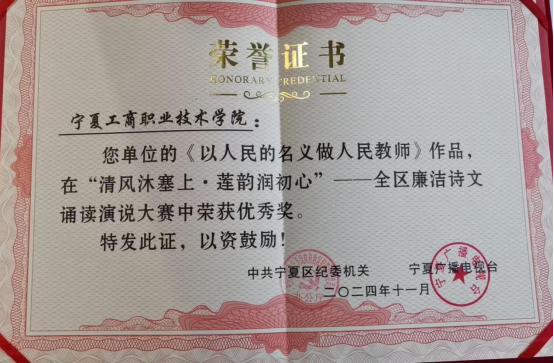 荣誉证书
HONORARY CREDENTIAL
宁夏工商职业技术学院:
您单位的《以人民的名义做人民教师》作品,
在“清风沐塞上·莲韵润初心”——全区廉洁诗文
诵读演说大赛中荣获优秀奖。
特发此证,以资鼓励!
中共宁夏区纪委机关 宁夏广播电视台
二〇二四年十一月